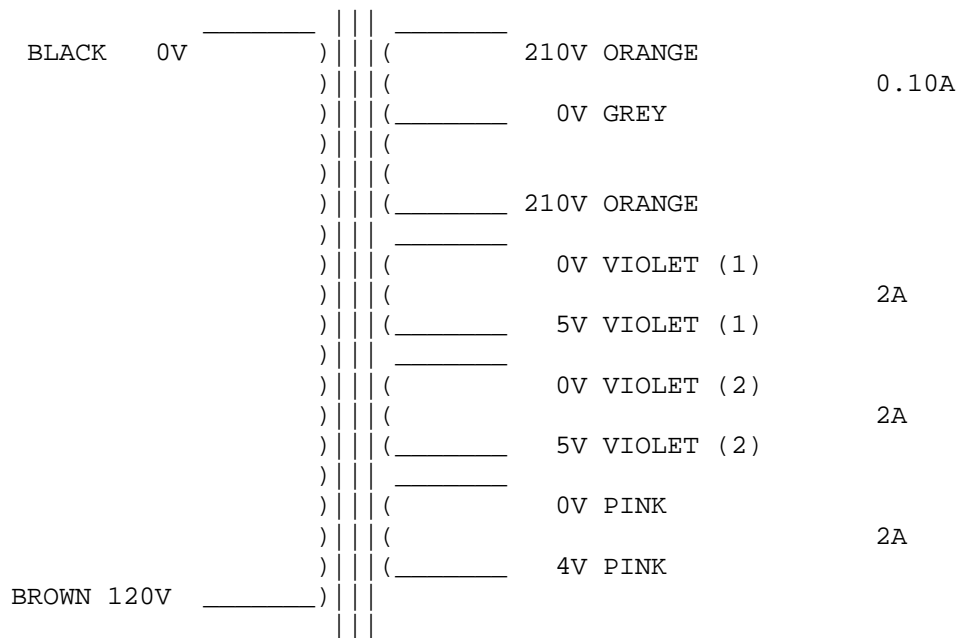 BLACK 0V 210V ORANGE
0.10A
0V GREY
210V ORANGE
0V VIOLET (1)
2A
5V VIOLET (1)
0V VIOLET (2)
2A
5V VIOLET (2)
0V PINK
2A
4V PINK
BROWN 120V